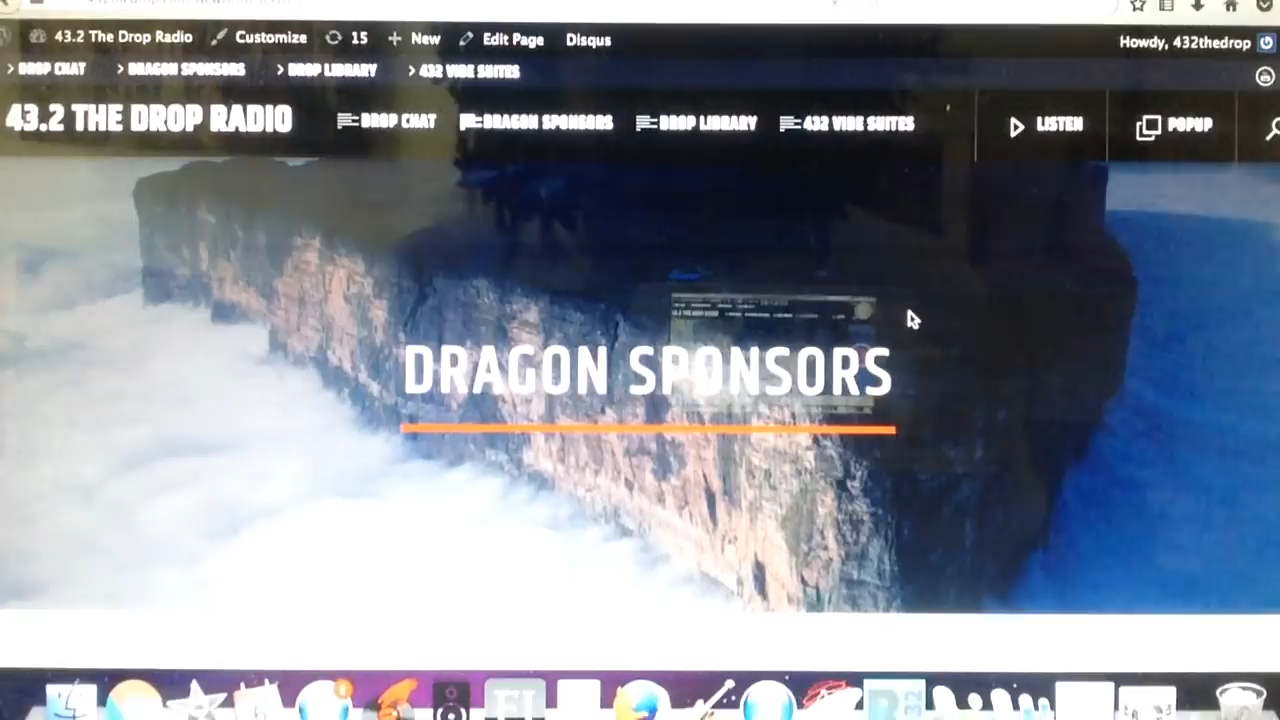 43.2 The Drop Radio Customize 15 New Edit Page Disqus Howdy, 432thedrop
> DROP CHAT > DRAGON SPONSORS > DROP LIBRARY > 432 VIBE SUITES
43.2 THE DROP RADIO DROP CHAT DRAGON SPONSORS DROP LIBRARY 432 VIBE SUITES LISTEN POPUP
DRAGON SPONSORS